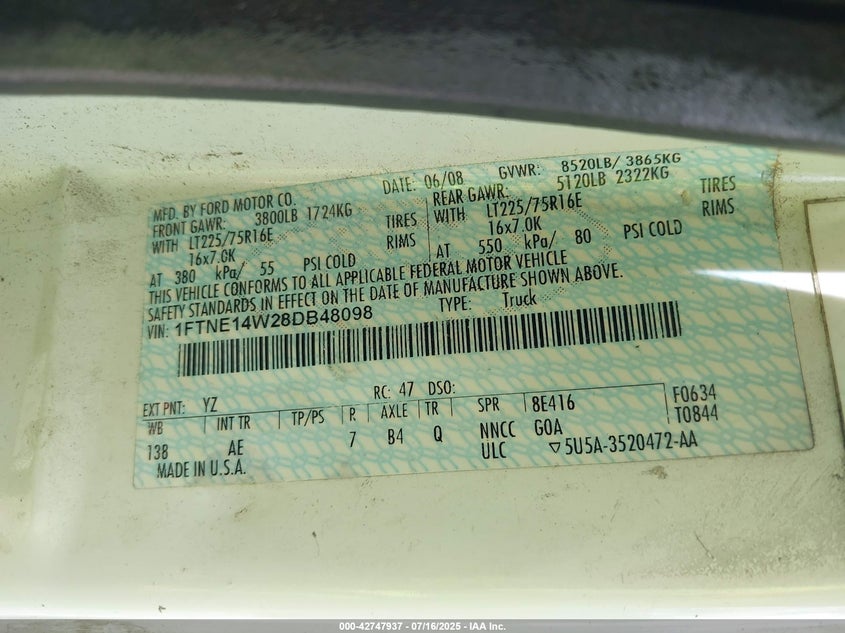 MFD. BY FORD MOTOR CO.
DATE: 06/08 GVWR: 8520LB/ 3865KG
FRONT GAWR: 3800LB 1724KG
REAR GAWR: 5120LB 2322KG
WITH LT225/75R16E TIRES
WITH LT225/75R16E TIRES
16x7.0K RIMS
16x7.0K RIMS
AT 380 kPa/ 55 PSI COLD
AT 550 kPa/ 80 PSI COLD
THIS VEHICLE CONFORMS TO ALL APPLICABLE FEDERAL MOTOR VEHICLE
SAFETY STANDARDS IN EFFECT ON THE DATE OF MANUFACTURE SHOWN ABOVE.
VIN: 1FTNE14W28DB48098 TYPE: Truck
EXT PNT: YZ RC: 47 DSO:
WB INT TR TP/PS R AXLE TR SPR 8E416 F0634
138 AE 7 B4 Q NNCC GOA T0844
MADE IN U.S.A. ULC ▽5U5A-3520472-AA
000-42747937 - 07/16/2025 - IAA Inc.